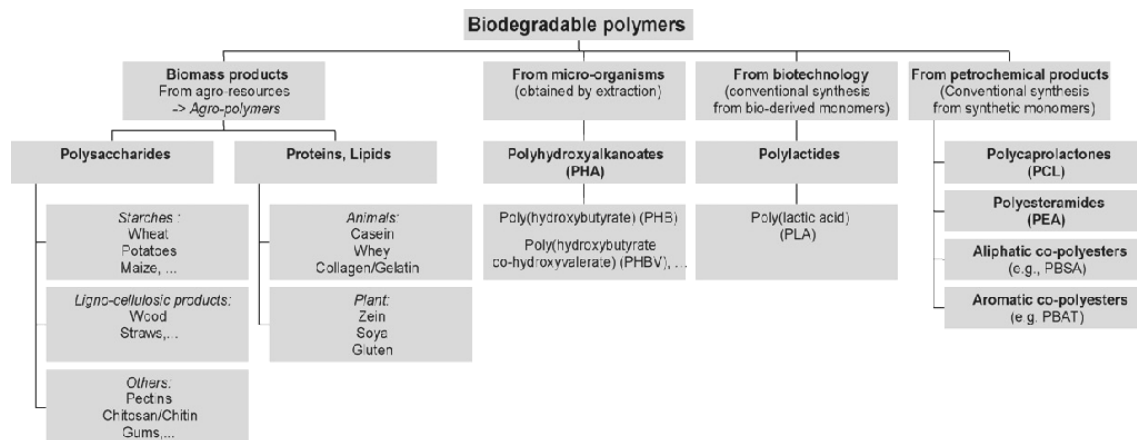 Biodegradable polymers
Biomass products
From agro-resources
-> Agro-polymers
From micro-organisms
(obtained by extraction)
From biotechnology
(conventional synthesis
from bio-derived monomers)
From petrochemical products
(Conventional synthesis
from synthetic monomers)
Polysaccharides
Proteins, Lipids
Polyhydroxyalkanoates
(PHA)
Polylactides
Polycaprolactones
(PCL)
Starches :
Wheat
Potatoes
Maize, ...
Ligno-cellulosic products:
Wood
Straws,...
Others:
Pectins
Chitosan/Chitin
Gums,...
Animals:
Casein
Whey
Collagen/Gelatin
Plant:
Zein
Soya
Gluten
Poly(hydroxybutyrate) (PHB)
Poly(hydroxybutyrate
co-hydroxyvalerate) (PHBV), ...
Poly(lactic acid)
(PLA)
Polyesteramides
(PEA)
Aliphatic co-polyesters
(e.g., PBSA)
Aromatic co-polyesters
(e.g. PBAT)